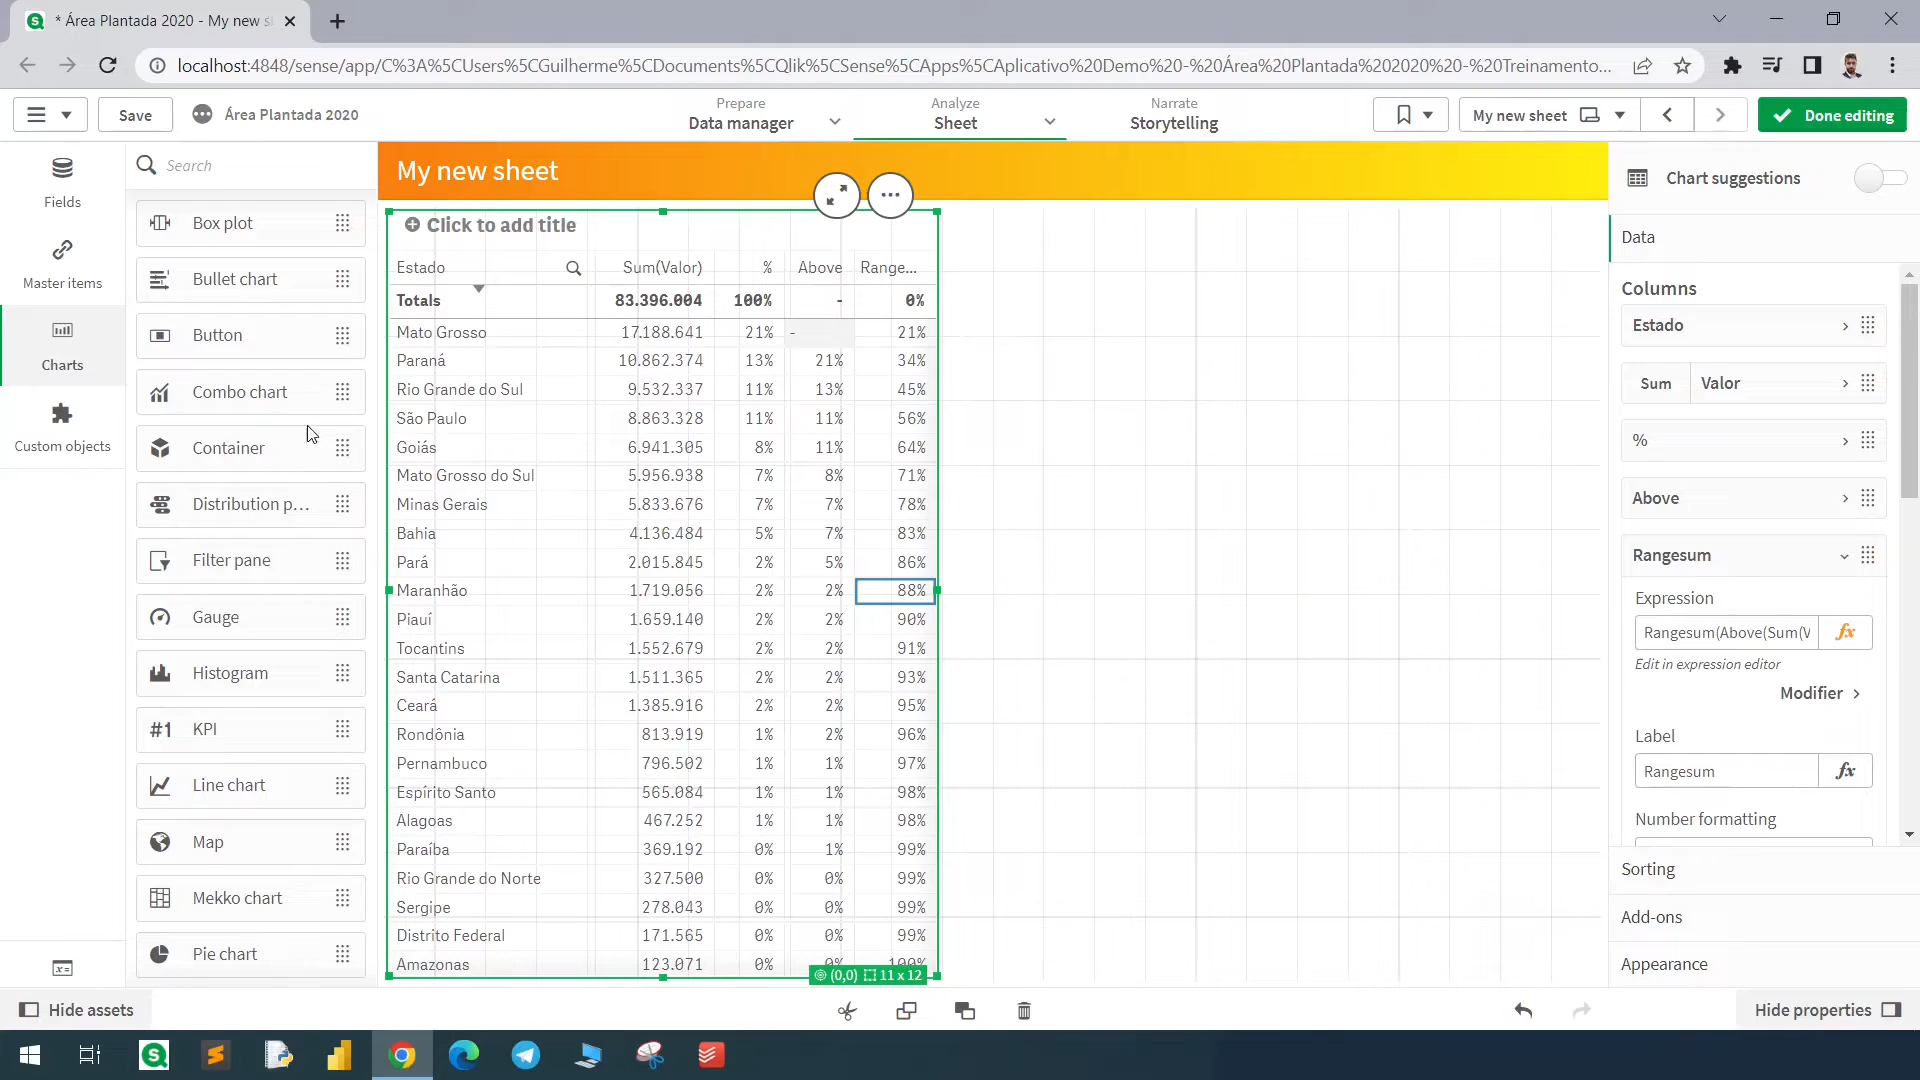 * Área Plantada 2020 - My new s
localhost:4848/sense/app/C%3A%5CUsers%5CGuilherme%5CDocuments%5CQlik%5CSense%5CApps%5CAplicativo%20Demo%20-%20Área%20Plantada%202020%20-%20Treinamento...
Save
Área Plantada 2020
Prepare
Data manager
Analyze
Sheet
Narrate
Storytelling
My new sheet
Done editing
Fields
Master items
Charts
Custom objects
Search
Box plot
Bullet chart
Button
Combo chart
Container
Distribution p...
Filter pane
Gauge
Histogram
#1 KPI
Line chart
Map
Mekko chart
Pie chart
My new sheet
Click to add title
Estado Sum(Valor) % Above Range...
Totals 83.396.004 100% - 0%
Mato Grosso 17.188.641 21% - 21%
Paraná 10.862.374 13% 21% 34%
Rio Grande do Sul 9.532.337 11% 13% 45%
São Paulo 8.863.328 11% 11% 56%
Goiás 6.941.305 8% 11% 64%
Mato Grosso do Sul 5.956.938 7% 8% 71%
Minas Gerais 5.833.676 7% 7% 78%
Bahia 4.136.484 5% 7% 83%
Pará 2.015.845 2% 5% 86%
Maranhão 1.719.056 2% 2% 88%
Piauí 1.659.140 2% 2% 90%
Tocantins 1.552.679 2% 2% 91%
Santa Catarina 1.511.365 2% 2% 93%
Ceará 1.385.916 2% 2% 95%
Rondônia 813.919 1% 2% 96%
Pernambuco 796.502 1% 1% 97%
Espírito Santo 565.084 1% 1% 98%
Alagoas 467.252 1% 1% 98%
Paraíba 369.192 0% 1% 99%
Rio Grande do Norte 327.500 0% 0% 99%
Sergipe 278.043 0% 0% 99%
Distrito Federal 171.565 0% 0% 99%
Amazonas 123.071 0% 0% 100%
(0,0) 11 x 12
Chart suggestions
Data
Columns
Estado
Sum Valor
%
Above
Rangesum
Expression
Rangesum(Above(Sum(V
fx
Edit in expression editor
Modifier
Label
Rangesum
fx
Number formatting
Sorting
Add-ons
Appearance
Hide assets
Hide properties